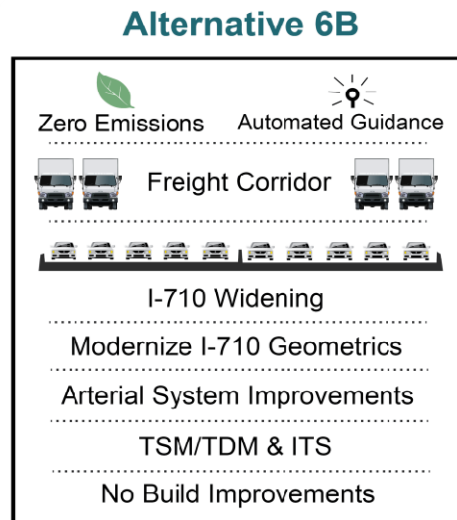 Alternative 6B
Zero Emissions
Automated Guidance
Freight Corridor
I-710 Widening
Modernize I-710 Geometrics
Arterial System Improvements
TSM/TDM & ITS
No Build Improvements